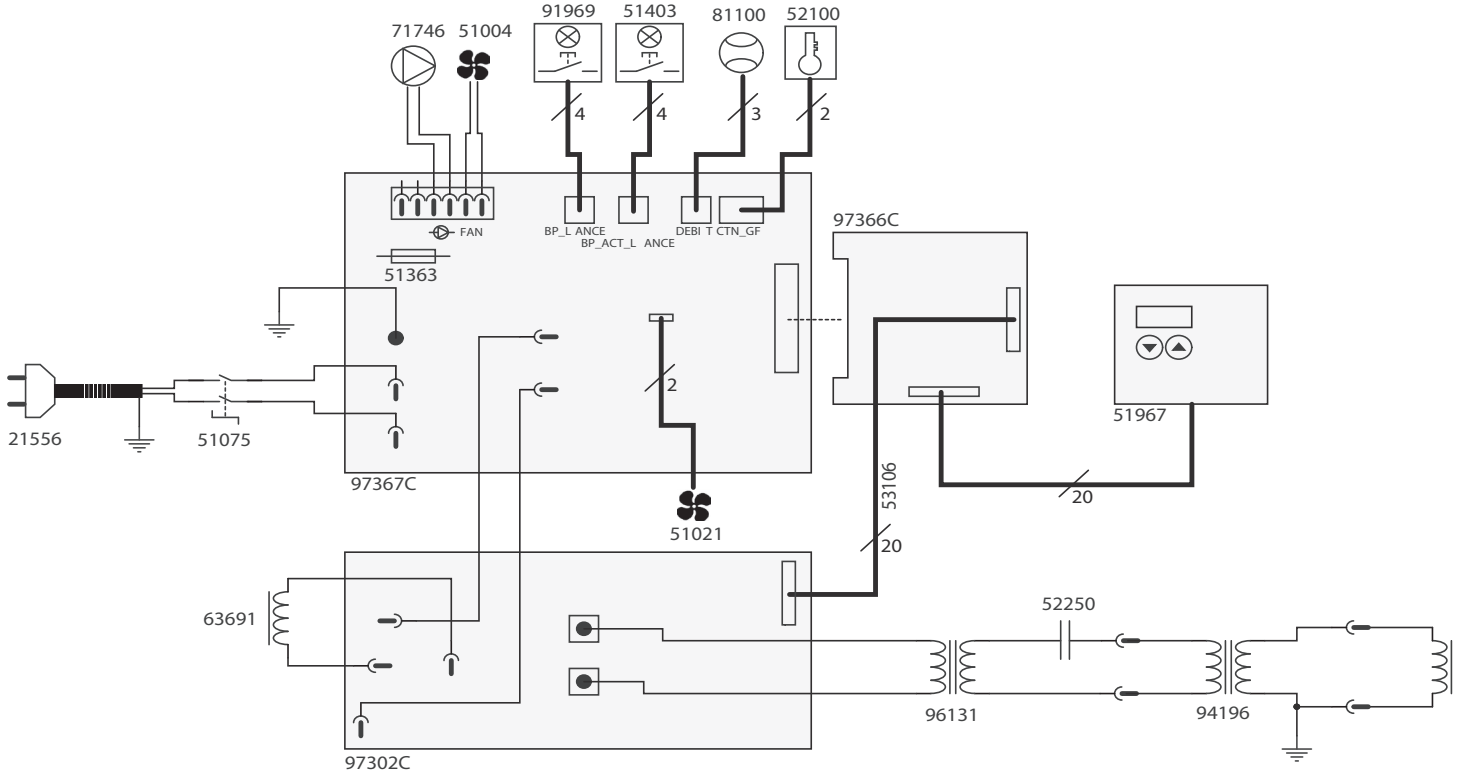 91969 51403 81100 52100
71746 51004
4 4 3 2
97366C
BP_L ANCE DEBI T CTN_GF
FAN
BP_ACT_L ANCE
51363
2
51967
21556 51075
97367C
53106
20
51021
20
52250
63691
96131 94196
97302C